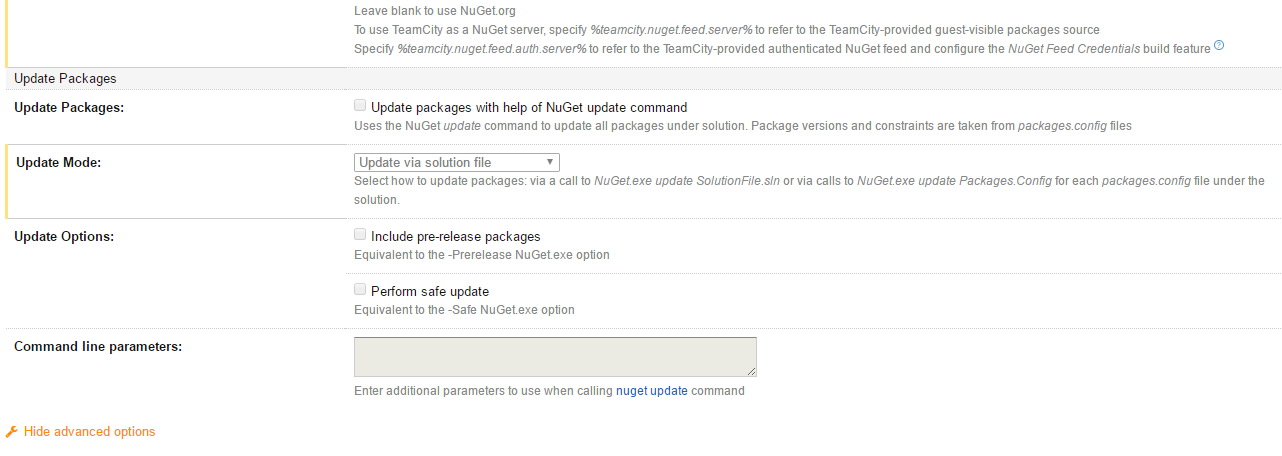 Leave blank to use NuGet.org
To use TeamCity as a NuGet server, specify %teamcity.nuget.feed.server% to refer to the TeamCity-provided guest-visible packages source
Specify %teamcity.nuget.feed.auth.server% to refer to the TeamCity-provided authenticated NuGet feed and configure the NuGet Feed Credentials build feature ?
Update Packages
Update Packages: Update packages with help of NuGet update command
Uses the NuGet update command to update all packages under solution. Package versions and constraints are taken from packages.config files
Update Mode: Update via solution file
Select how to update packages: via a call to NuGet.exe update SolutionFile.sln or via calls to NuGet.exe update Packages.Config for each packages.config file under the
solution.
Update Options: Include pre-release packages
Equivalent to the -Prerelease NuGet.exe option
Perform safe update
Equivalent to the -Safe NuGet.exe option
Command line parameters:
Enter additional parameters to use when calling nuget update command
Hide advanced options